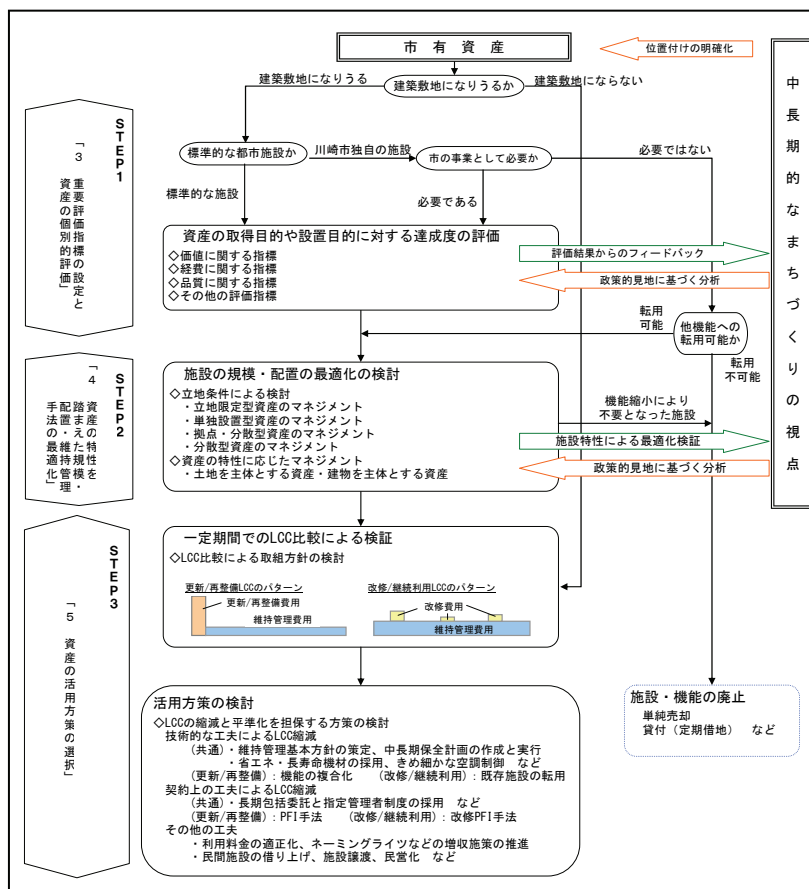 市 有 資 産
位置付けの明確化
建築敷地になりうる
建築敷地になりうるか
建築敷地にならない
中長期的なまちづくりの視点
STEP1
「3 重要評価指標の設定と
資産の個別的評価」
標準的な都市施設か
川崎市独自の施設
市の事業として必要か
必要ではない
標準的な施設
必要である
資産の取得目的や設置目的に対する達成度の評価
◇価値に関する指標
◇経費に関する指標
◇品質に関する指標
◇その他の評価指標
評価結果からのフィードバック
政策的見地に基づく分析
転用
可能
他機能への
転用可能か
転用
不可能
STEP2
「4 資産の特性を
踏まえた規模・
配置・維持管理
手法の最適化」
施設の規模・配置の最適化の検討
◇立地条件による検討
・立地限定型資産のマネジメント
・単独設置型資産のマネジメント
・拠点・分散型資産のマネジメント
・分散型資産のマネジメント
◇資産の特性に応じたマネジメント
・土地を主体とする資産・建物を主体とする資産
機能縮小により
不要となった施設
施設特性による最適化検証
政策的見地に基づく分析
STEP3
「5 資産の活用方策の選択」
一定期間でのLCC比較による検証
◇LCC比較による取組方針の検討
更新/再整備LCCのパターン
更新/再整備費用
維持管理費用
改修/継続利用LCCのパターン
改修費用
維持管理費用
活用方策の検討
◇LCCの縮減と平準化を担保する方策の検討
技術的な工夫によるLCC縮減
(共通)・維持管理基本方針の策定、中長期保全計画の作成と実行
・省エネ・長寿命機材の採用、きめ細かな空調制御 など
(更新/再整備):機能の複合化 (改修/継続利用):既存施設の転用
契約上の工夫によるLCC縮減
(共通)・長期包括委託と指定管理者制度の採用 など
(更新/再整備):PFI手法 (改修/継続利用):改修PFI手法
その他の工夫
・利用料金の適正化、ネーミングライツなどの増収施策の推進
・民間施設の借り上げ、施設譲渡、民営化 など
施設・機能の廃止
単純売却
貸付(定期借地) など